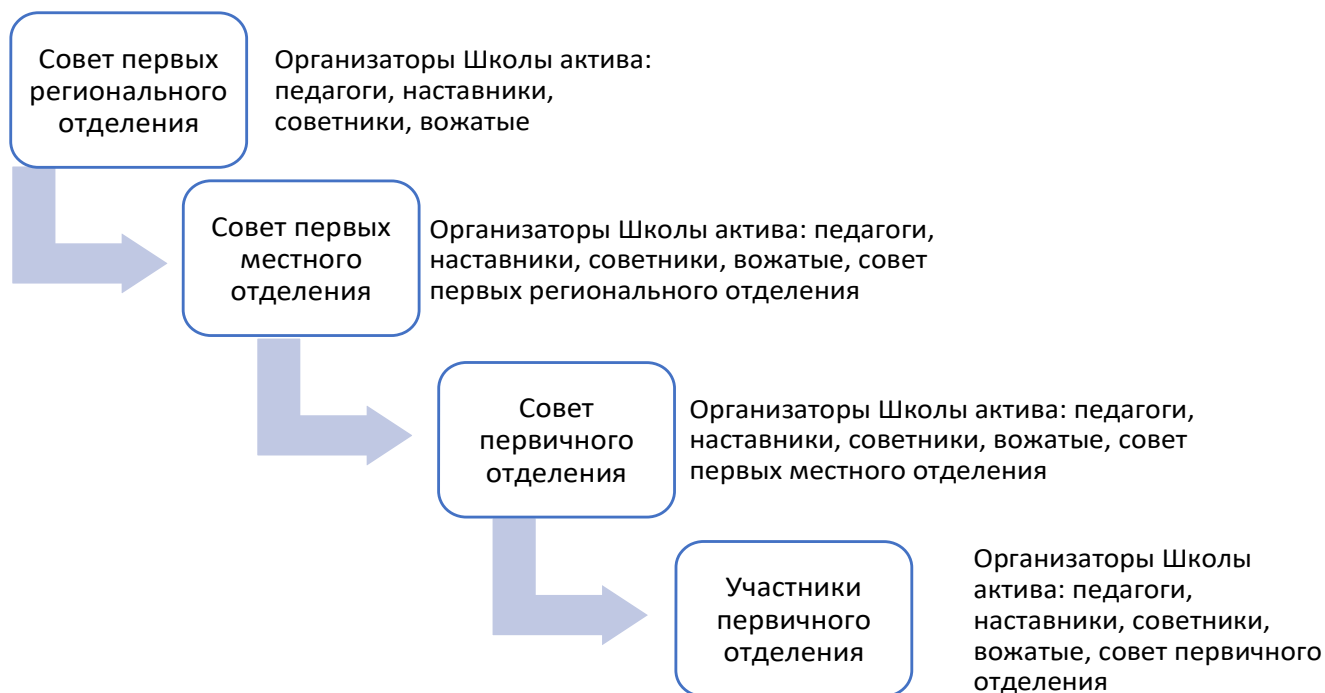 Совет первых
регионального
отделения
Организаторы Школы актива:
педагоги, наставники,
советники, вожатые
Совет первых
местного
отделения
Организаторы Школы актива: педагоги,
наставники, советники, вожатые, совет
первых регионального отделения
Совет
первичного
отделения
Организаторы Школы актива: педагоги,
наставники, советники, вожатые, совет
первых местного отделения
Участники
первичного
отделения
Организаторы Школы
актива: педагоги,
наставники, советники,
вожатые, совет первичного
отделения